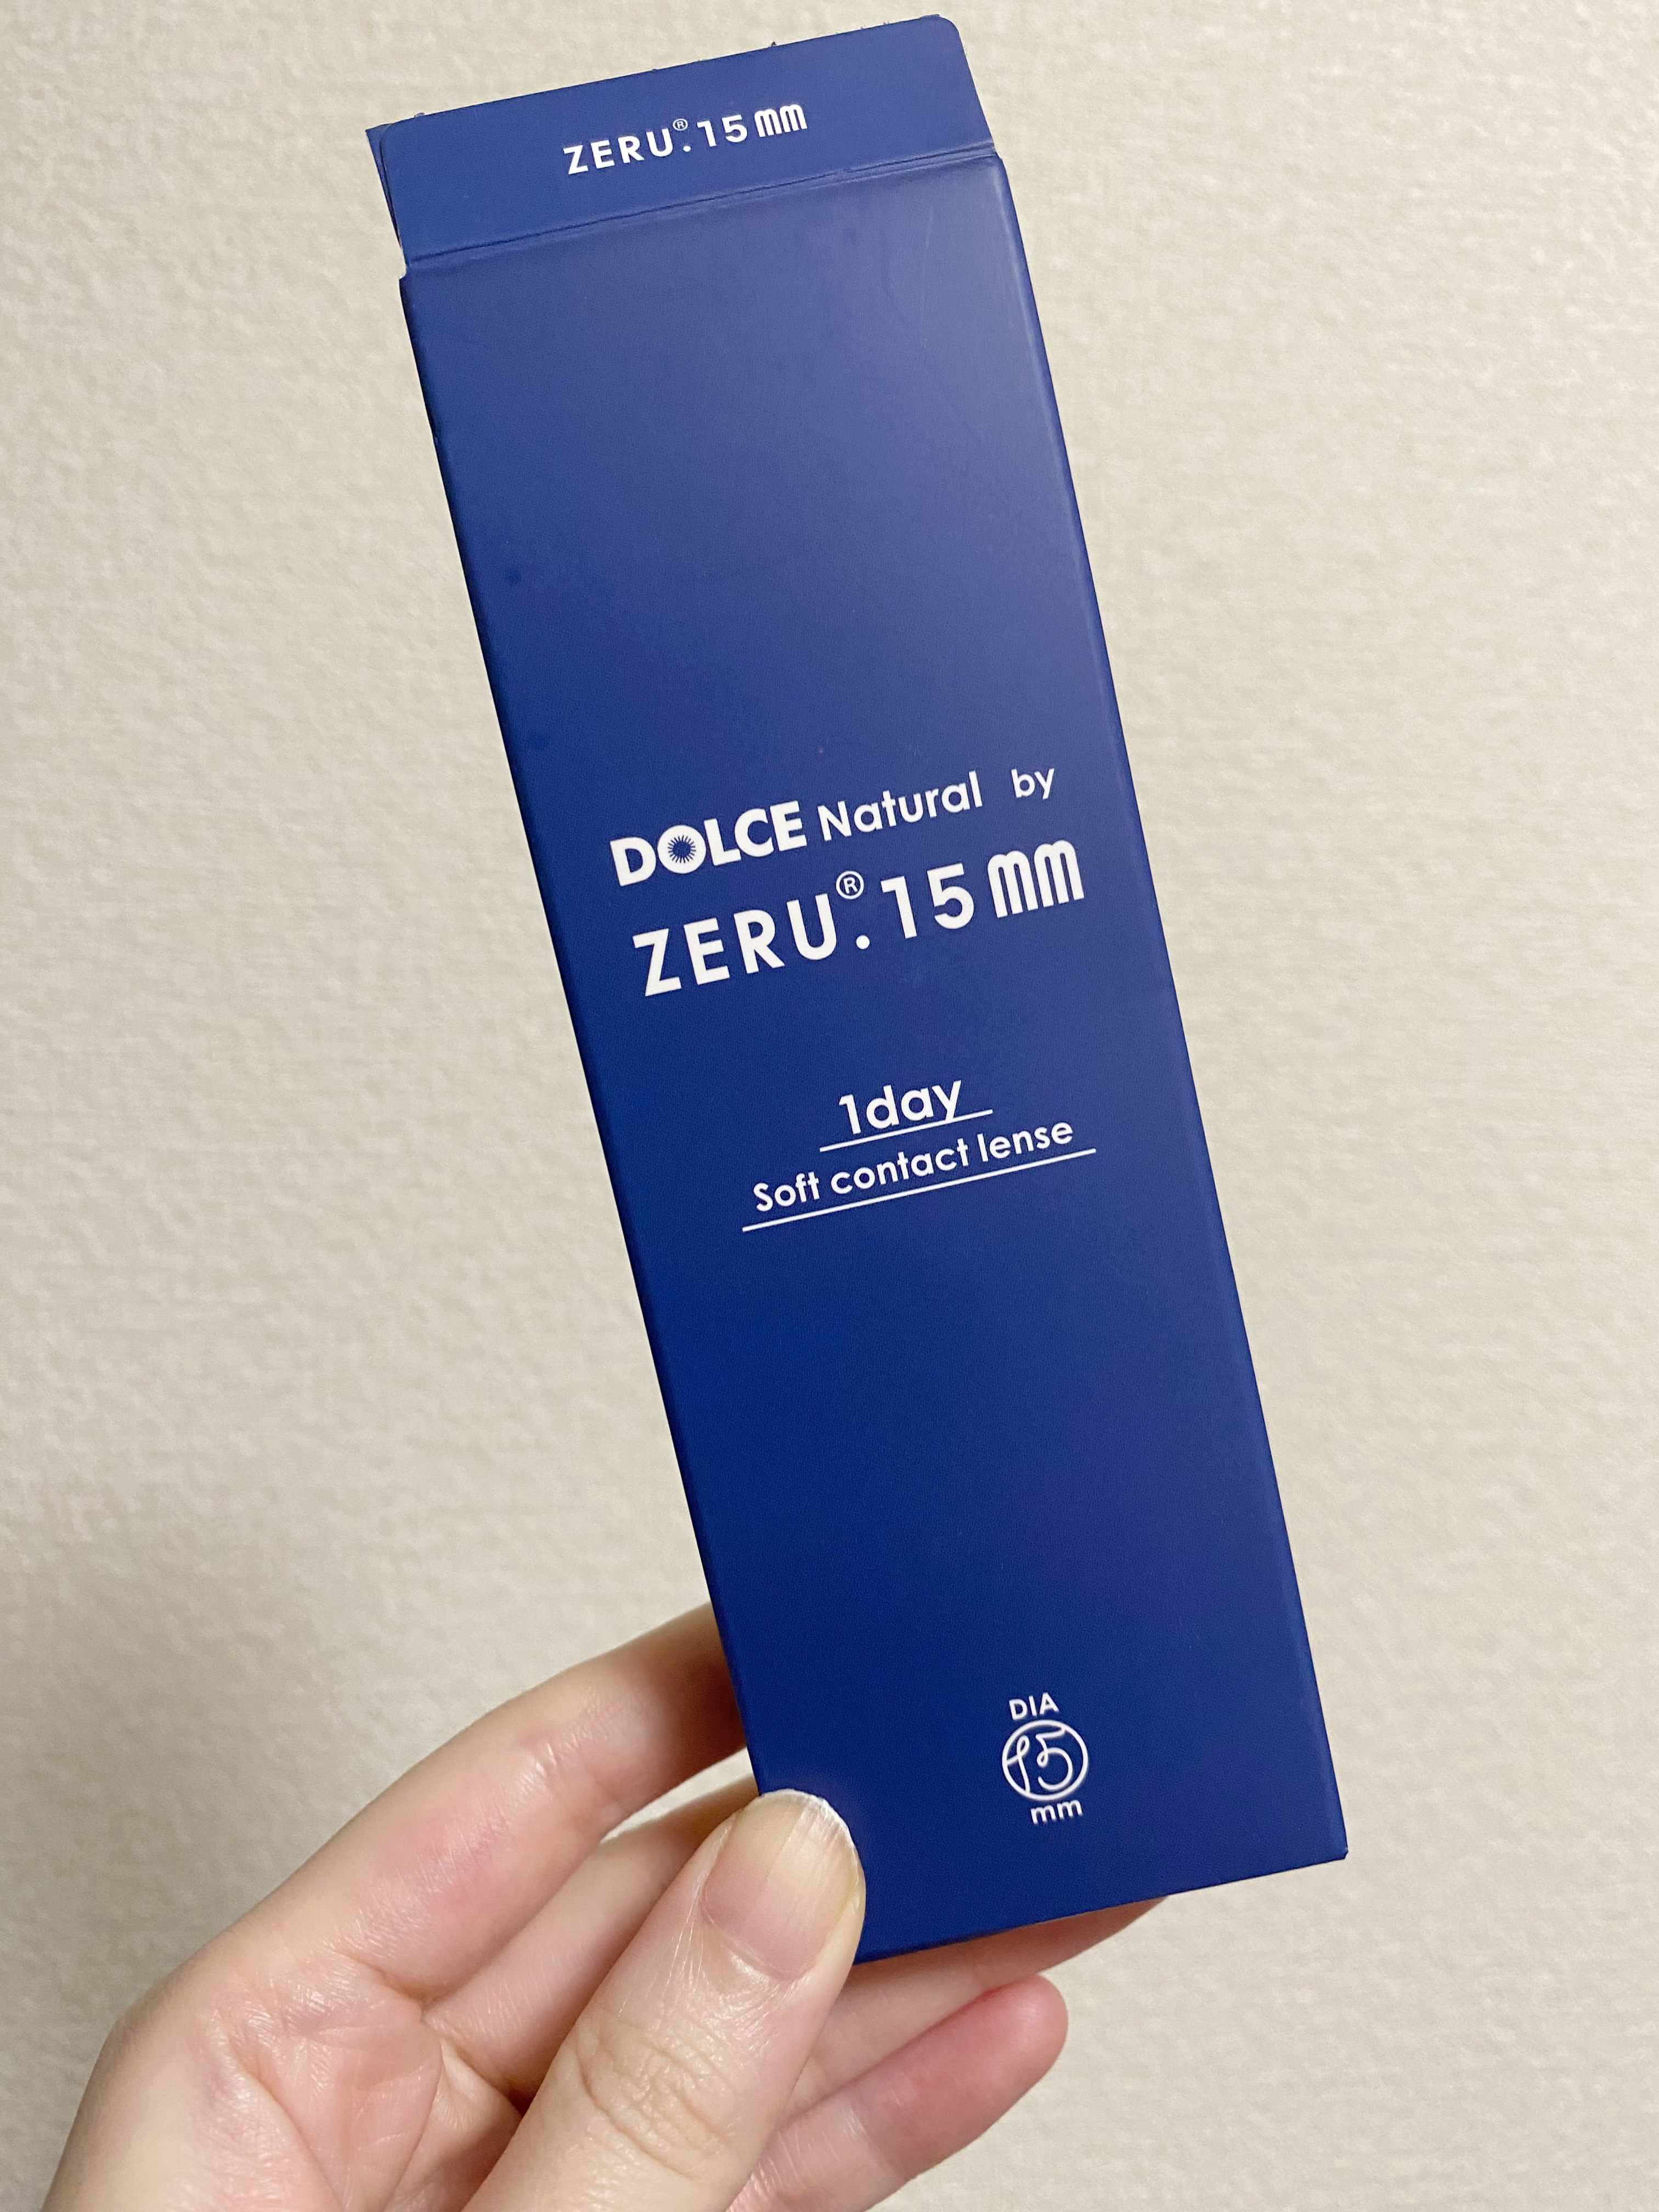 ZERU®.15mm
DOLCE Natural by
ZERU®.15mm
1day
Soft contact lense
DIA
15
mm